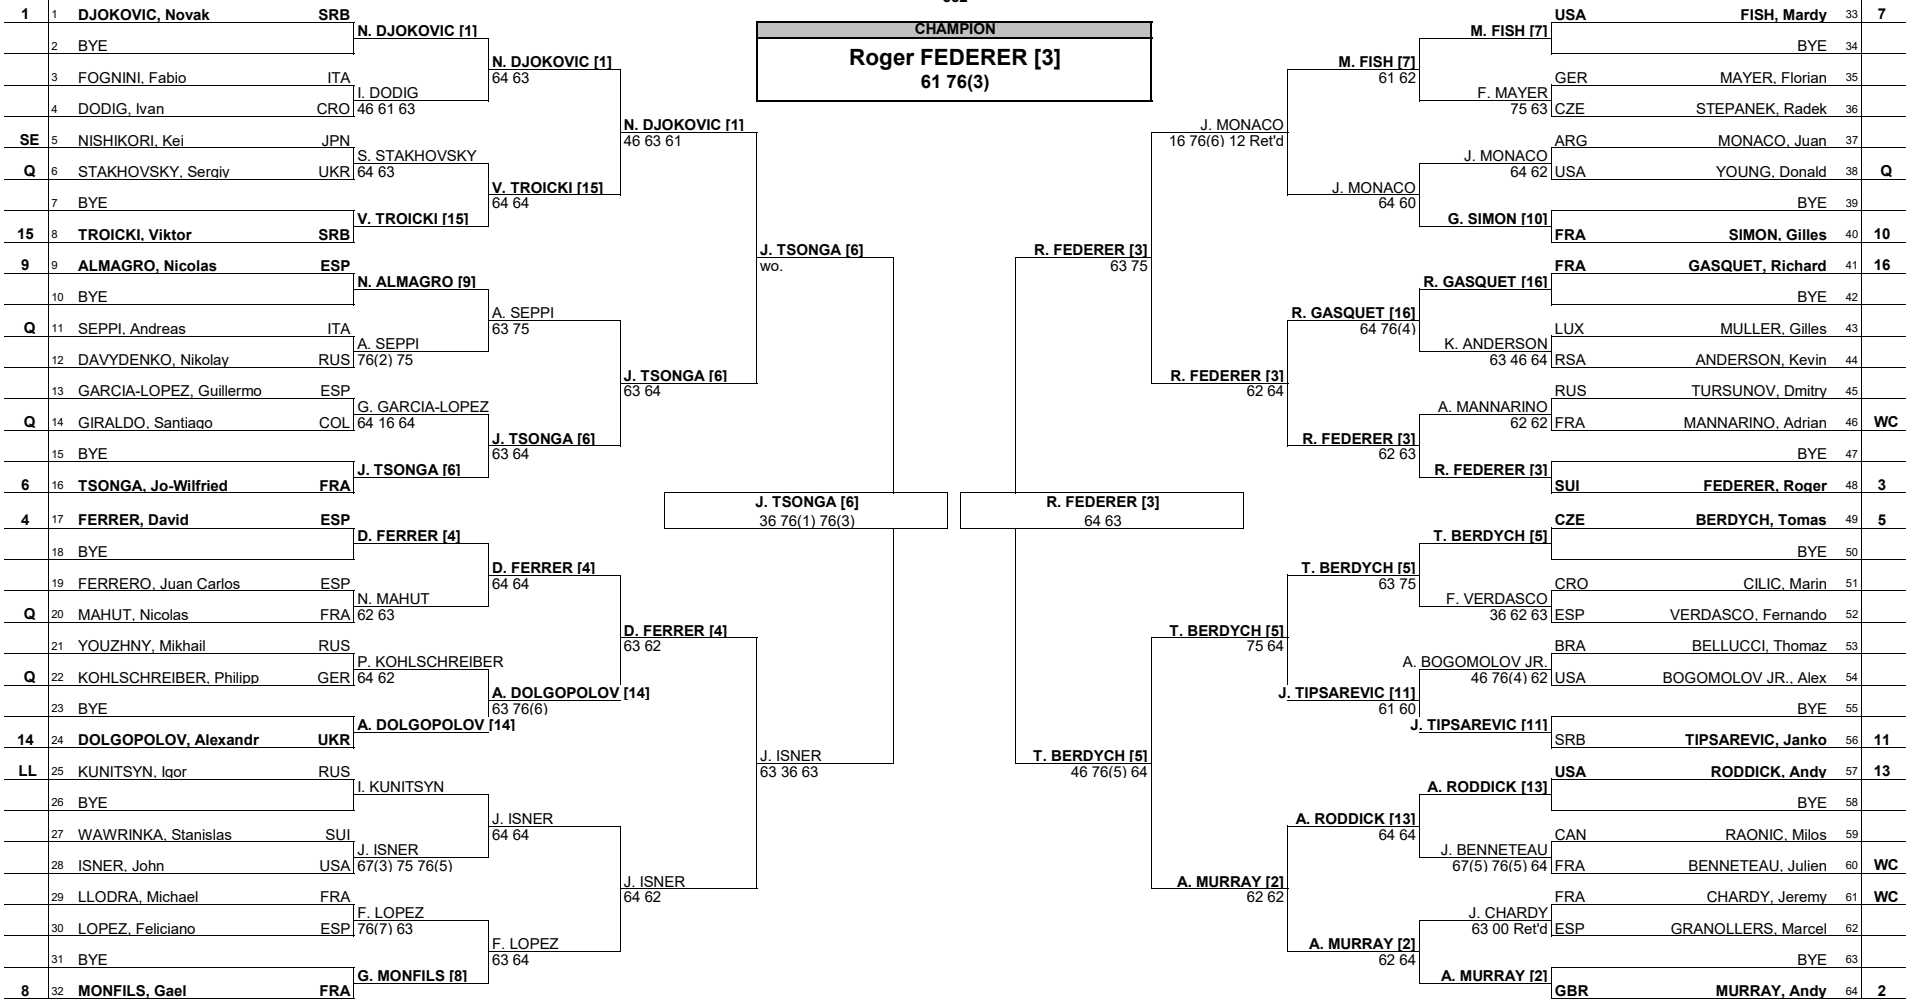 1 1 DJOKOVIC, Novak SRB
2 BYE
3 FOGNINI, Fabio ITA
4 DODIG, Ivan CRO
SE 5 NISHIKORI, Kei JPN
Q 6 STAKHOVSKY, Sergiy UKR
7 BYE
15 8 TROICKI, Viktor SRB
9 9 ALMAGRO, Nicolas ESP
10 BYE
Q 11 SEPPI, Andreas ITA
12 DAVYDENKO, Nikolay RUS
13 GARCIA-LOPEZ, Guillermo ESP
Q 14 GIRALDO, Santiago COL
15 BYE
6 16 TSONGA, Jo-Wilfried FRA
4 17 FERRER, David ESP
18 BYE
19 FERRERO, Juan Carlos ESP
Q 20 MAHUT, Nicolas FRA
21 YOUZHNY, Mikhail RUS
Q 22 KOHLSCHREIBER, Philipp GER
23 BYE
14 24 DOLGOPOLOV, Alexandr UKR
LL 25 KUNITSYN, Igor RUS
26 BYE
27 WAWRINKA, Stanislas SUI
28 ISNER, John USA
29 LLODRA, Michael FRA
30 LOPEZ, Feliciano ESP
31 BYE
8 32 MONFILS, Gael FRA
N. DJOKOVIC [1]
I. DODIG
46 61 63
S. STAKHOVSKY
64 63
V. TROICKI [15]
N. ALMAGRO [9]
A. SEPPI
76(2) 75
G. GARCIA-LOPEZ
64 16 64
J. TSONGA [6]
D. FERRER [4]
N. MAHUT
62 63
P. KOHLSCHREIBER
64 62
A. DOLGOPOLOV [14]
I. KUNITSYN
J. ISNER
67(3) 75 76(5)
F. LOPEZ
76(7) 63
G. MONFILS [8]
N. DJOKOVIC [1]
64 63
V. TROICKI [15]
64 64
A. SEPPI
63 75
J. TSONGA [6]
63 64
D. FERRER [4]
64 64
A. DOLGOPOLOV [14]
63 76(6)
J. ISNER
64 64
F. LOPEZ
63 64
N. DJOKOVIC [1]
46 63 61
J. TSONGA [6]
63 64
D. FERRER [4]
63 62
J. ISNER
64 62
J. TSONGA [6]
wo.
J. ISNER
63 36 63
J. TSONGA [6]
36 76(1) 76(3)
CHAMPION
Roger FEDERER [3]
61 76(3)
R. FEDERER [3]
64 63
R. FEDERER [3]
63 75
T. BERDYCH [5]
46 76(5) 64
J. MONACO
16 76(6) 12 Ret'd
R. FEDERER [3]
62 64
T. BERDYCH [5]
75 64
A. MURRAY [2]
62 62
M. FISH [7]
61 62
J. MONACO
64 60
R. GASQUET [16]
64 76(4)
R. FEDERER [3]
62 63
T. BERDYCH [5]
63 75
J. TIPSAREVIC [11]
61 60
A. RODDICK [13]
64 64
A. MURRAY [2]
62 64
M. FISH [7]
F. MAYER
75 63
J. MONACO
64 62
G. SIMON [10]
R. GASQUET [16]
K. ANDERSON
63 46 64
A. MANNARINO
62 62
R. FEDERER [3]
T. BERDYCH [5]
F. VERDASCO
36 62 63
A. BOGOMOLOV JR.
46 76(4) 62
J. TIPSAREVIC [11]
A. RODDICK [13]
J. BENNETEAU
67(5) 76(5) 64
J. CHARDY
63 00 Ret'd
A. MURRAY [2]
USA FISH, Mardy 33 7
BYE 34
GER MAYER, Florian 35
CZE STEPANEK, Radek 36
ARG MONACO, Juan 37
USA YOUNG, Donald 38 Q
BYE 39
FRA SIMON, Gilles 40 10
FRA GASQUET, Richard 41 16
BYE 42
LUX MULLER, Gilles 43
RSA ANDERSON, Kevin 44
RUS TURSUNOV, Dmitry 45
FRA MANNARINO, Adrian 46 WC
BYE 47
SUI FEDERER, Roger 48 3
CZE BERDYCH, Tomas 49 5
BYE 50
CRO CILIC, Marin 51
ESP VERDASCO, Fernando 52
BRA BELLUCCI, Thomaz 53
USA BOGOMOLOV JR., Alex 54
BYE 55
SRB TIPSAREVIC, Janko 56 11
USA RODDICK, Andy 57 13
BYE 58
CAN RAONIC, Milos 59
FRA BENNETEAU, Julien 60 WC
FRA CHARDY, Jeremy 61 WC
ESP GRANOLLERS, Marcel 62
BYE 63
GBR MURRAY, Andy 64 2